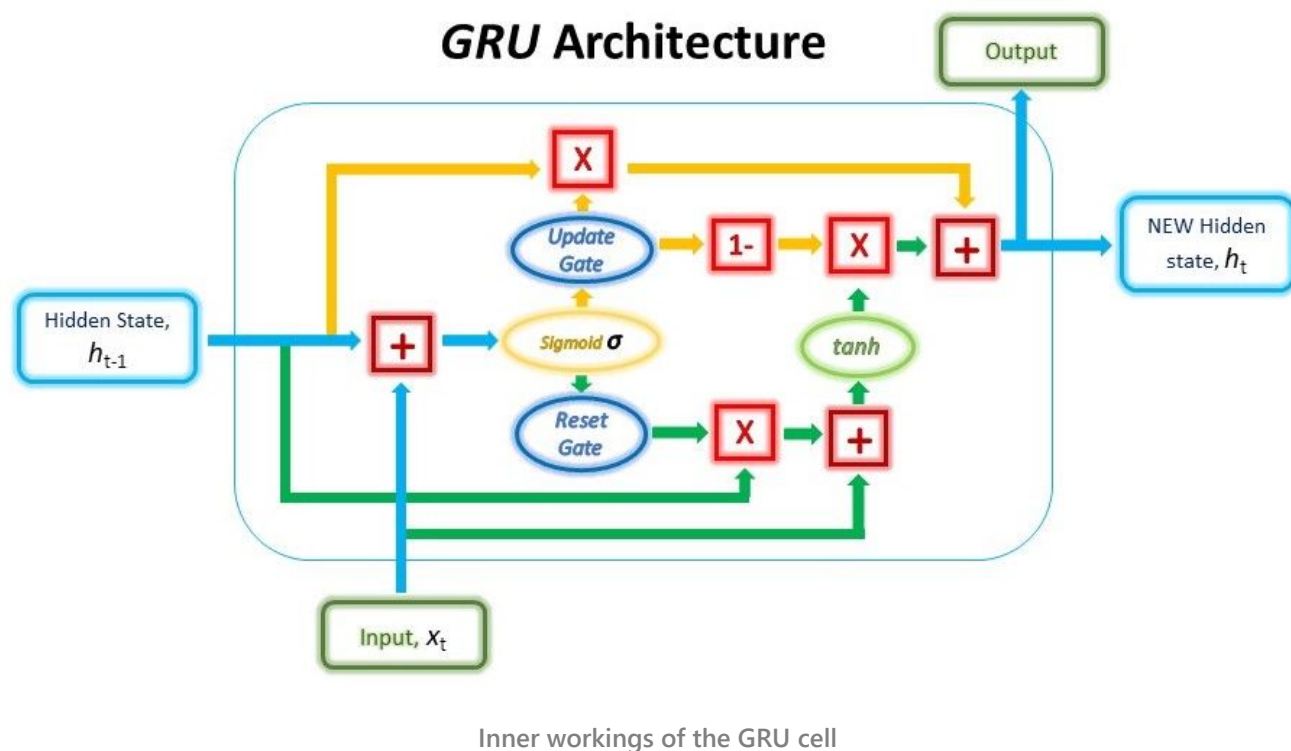 GRU Architecture
Output
X
Update
Gate
1-
X
+
NEW Hidden
state, ht
Hidden State,
ht-1
+
Sigmoid σ
tanh
Reset
Gate
X
+
Input, xt
Inner workings of the GRU cell